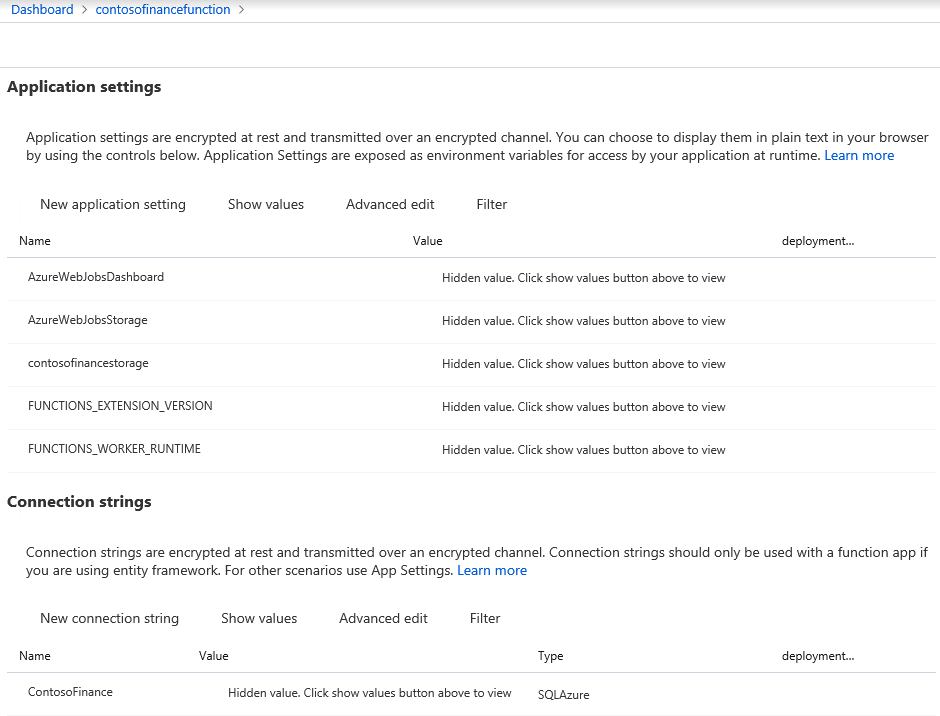 Dashboard > contosofinancefunction >
Application settings
Application settings are encrypted at rest and transmitted over an encrypted channel. You can choose to display them in plain text in your browser
by using the controls below. Application Settings are exposed as environment variables for access by your application at runtime. Learn more
New application setting Show values Advanced edit Filter
Name Value deployment...
AzureWebJobsDashboard Hidden value. Click show values button above to view
AzureWebJobsStorage Hidden value. Click show values button above to view
contosofinancestorage Hidden value. Click show values button above to view
FUNCTIONS_EXTENSION_VERSION Hidden value. Click show values button above to view
FUNCTIONS_WORKER_RUNTIME Hidden value. Click show values button above to view
Connection strings
Connection strings are encrypted at rest and transmitted over an encrypted channel. Connection strings should only be used with a function app if
you are using entity framework. For other scenarios use App Settings. Learn more
New connection string Show values Advanced edit Filter
Name Value Type deployment...
ContosoFinance Hidden value. Click show values button above to view SQLAzure